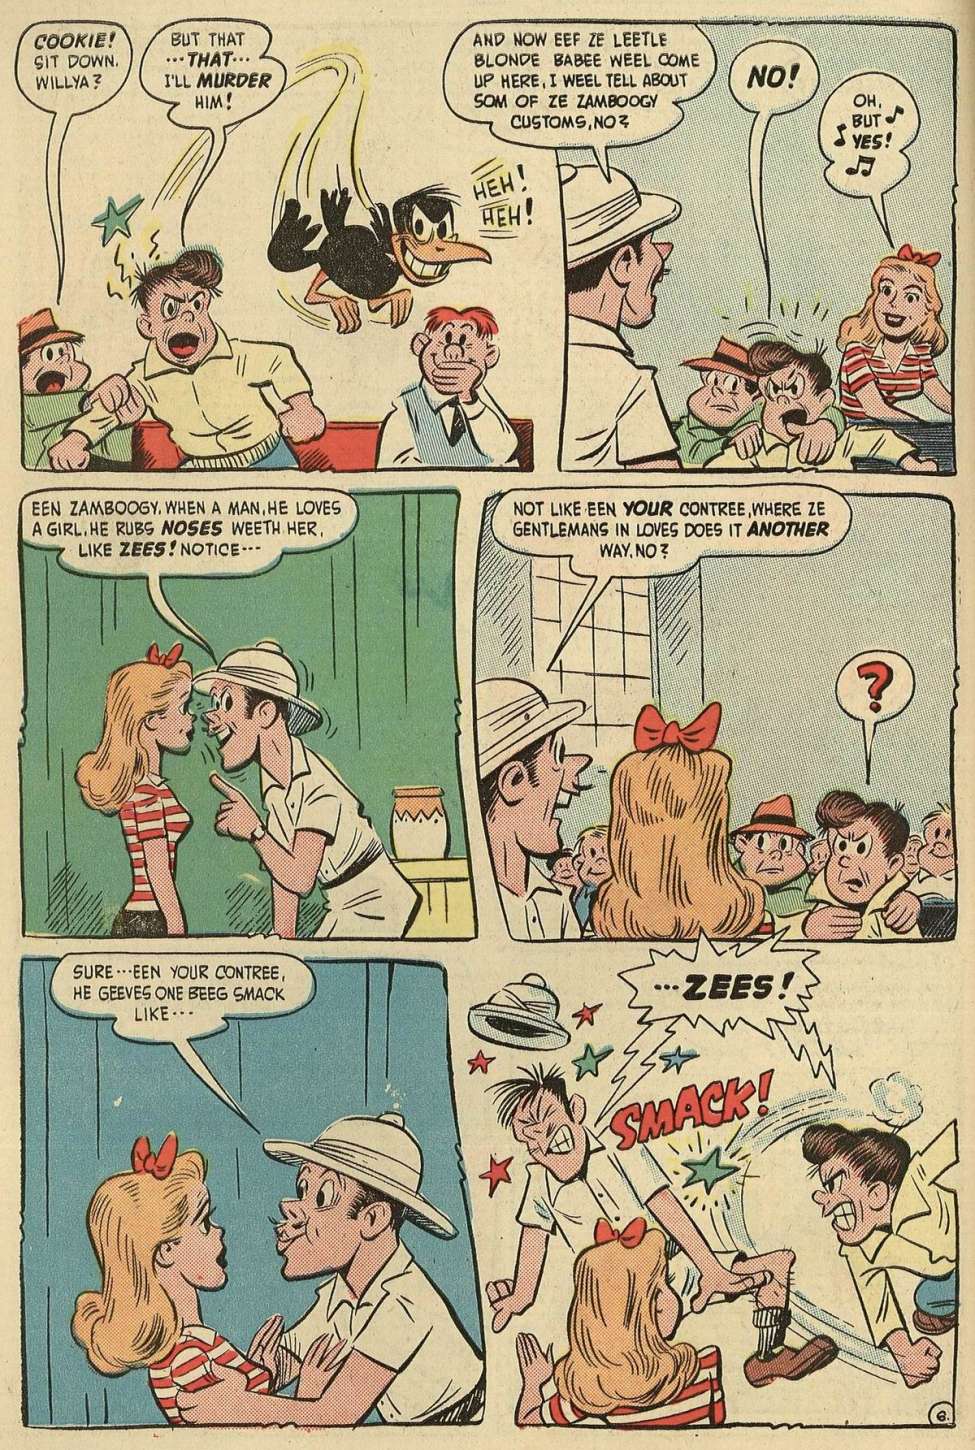 COOKIE!
SIT DOWN,
WILLYA?
BUT THAT
···THAT···
I'LL MURDER
HIM!
HEH!
HEH!
AND NOW EEF ZE LEETLE
BLONDE BABEE WEEL COME
UP HERE, I WEEL TELL ABOUT
SOM OF ZE ZAMBOOGY
CUSTOMS, NO?
NO!
OH,
BUT
YES!
EEN ZAMBOOGY, WHEN A MAN, HE LOVES
A GIRL, HE RUBS NOSES WEETH HER,
LIKE ZEES! NOTICE---
NOT LIKE EEN YOUR CONTREE, WHERE ZE
GENTLEMANS IN LOVES DOES IT ANOTHER
WAY, NO?
?
SURE---EEN YOUR CONTREE,
HE GEEVES ONE BEEG SMACK
LIKE---
···ZEES!
SMACK!
6.